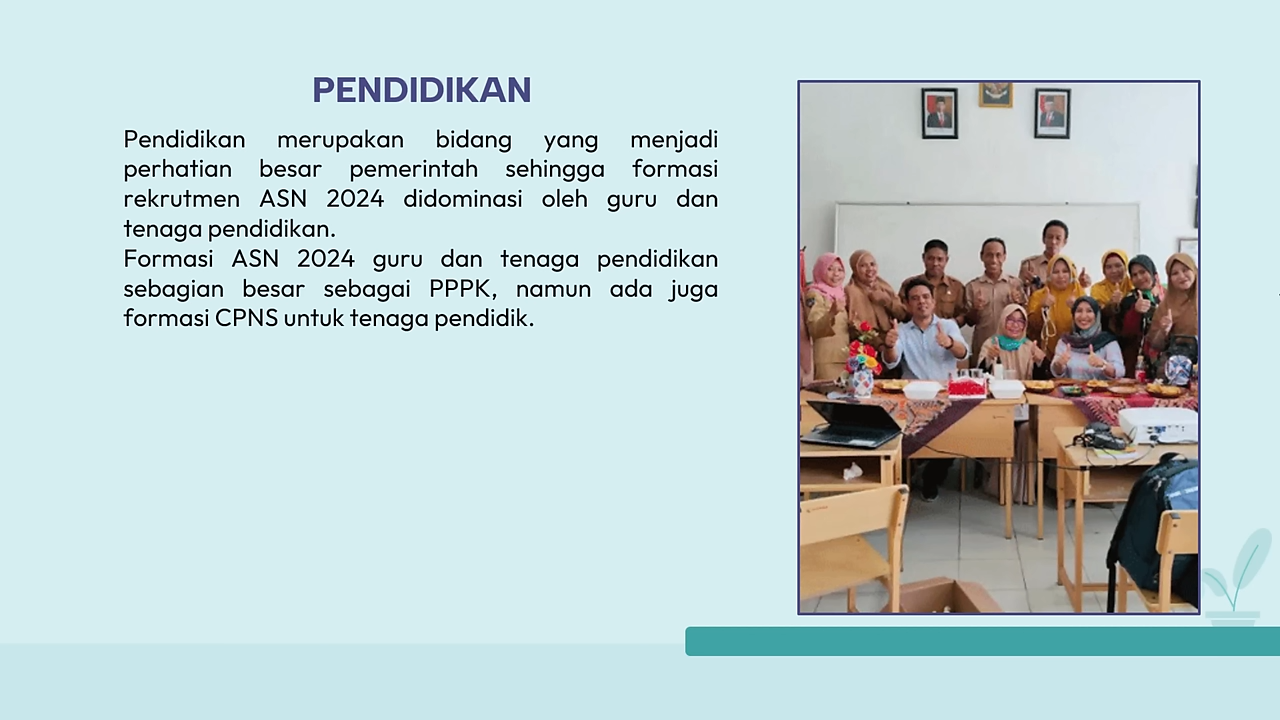 PENDIDIKAN
Pendidikan merupakan bidang yang menjadi
perhatian besar pemerintah sehingga formasi
rekrutmen ASN 2024 didominasi oleh guru dan
tenaga pendidikan.
Formasi ASN 2024 guru dan tenaga pendidikan
sebagian besar sebagai PPPK, namun ada juga
formasi CPNS untuk tenaga pendidik.